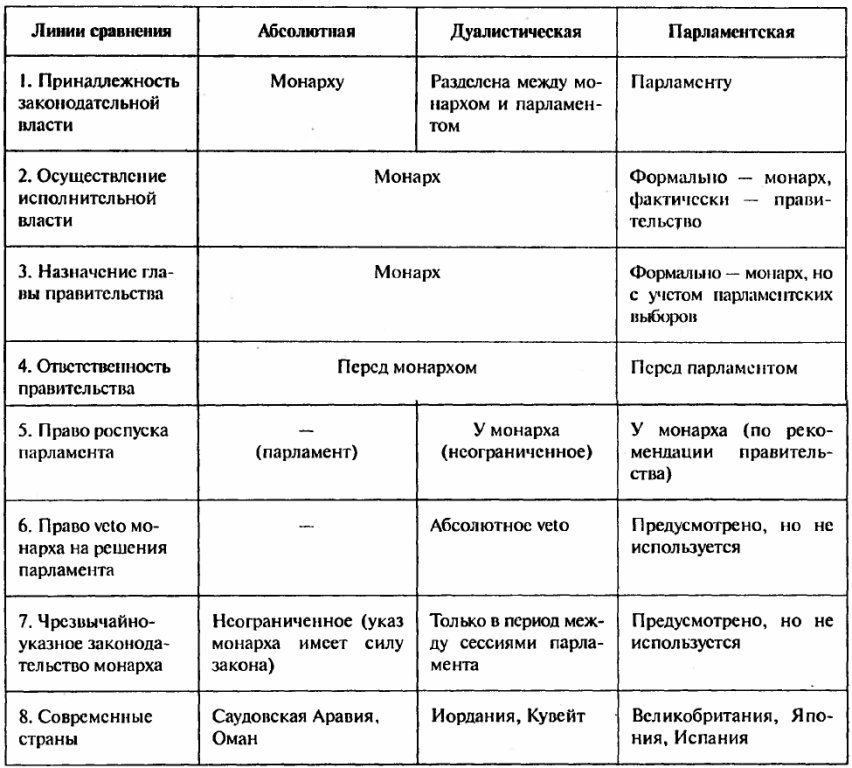 Линии сравнения
Абсолютная
Дуалистическая
Парламентская
1. Принадлежность
законодательной
власти
Монарху
Разделена между мо-
нархом и парламен-
том
Парламенту
2. Осуществление
исполнительной
власти
Монарх
Формально — монарх,
фактически — прави-
тельство
3. Назначение гла-
вы правительства
Монарх
Формально — монарх, но
с учетом парламентских
выборов
4. Ответственность
правительства
Перед монархом
Перед парламентом
5. Право роспуска
парламента
—
(парламент)
У монарха
(неограниченное)
У монарха (по реко-
мендации правитель-
ства)
6. Право veto мо-
нарха на решения
парламента
—
Абсолютное veto
Предусмотрено, но не
используется
7. Чрезвычайно-
указное законода-
тельство монарха
Неограниченное (указ
монарха имеет силу
закона)
Только в период меж-
ду сессиями парла-
мента
Предусмотрено, но не
используется
8. Современные
страны
Саудовская Аравия,
Оман
Иордания, Кувейт
Великобритания, Япо-
ния, Испания